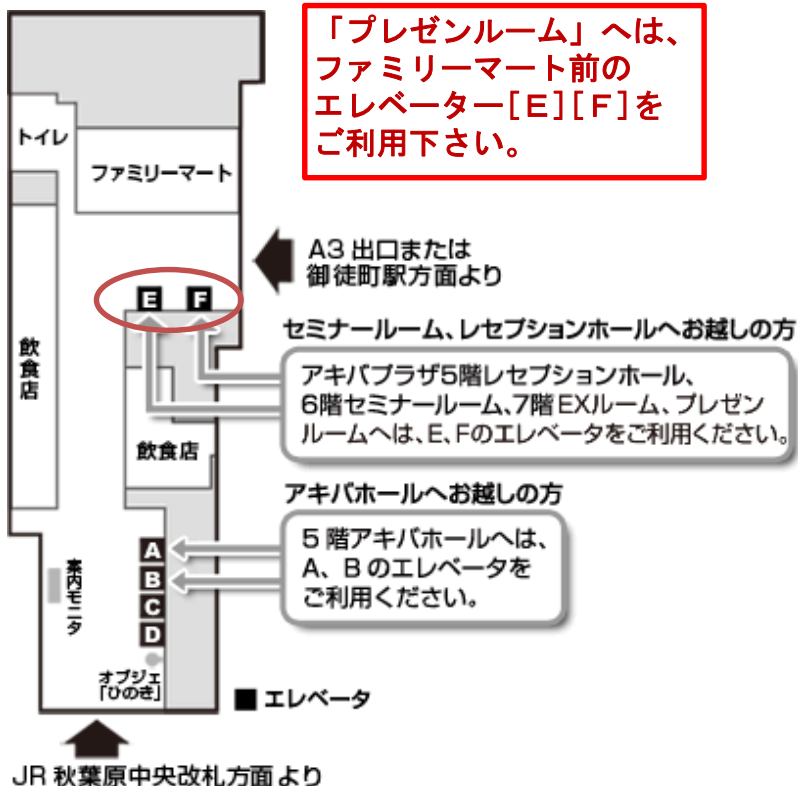 「プレゼンルーム」へは、
ファミリーマート前の
エレベーター[E][F]を
ご利用下さい。
トイレ
ファミリーマート
A3 出口または
御徒町駅方面より
E F
セミナールーム、レセプションホールへお越しの方
アキバプラザ5階レセプションホール、
6階セミナールーム、7階EXルーム、プレゼン
ルームへは、E、Fのエレベータをご利用ください。
飲食店
飲食店
アキバホールへお越しの方
5階アキバホールへは、
A、Bのエレベータを
ご利用ください。
A
B
C
D
案内モニタ
オブジェ
「ひのき」
■ エレベータ
JR 秋葉原中央改札方面より